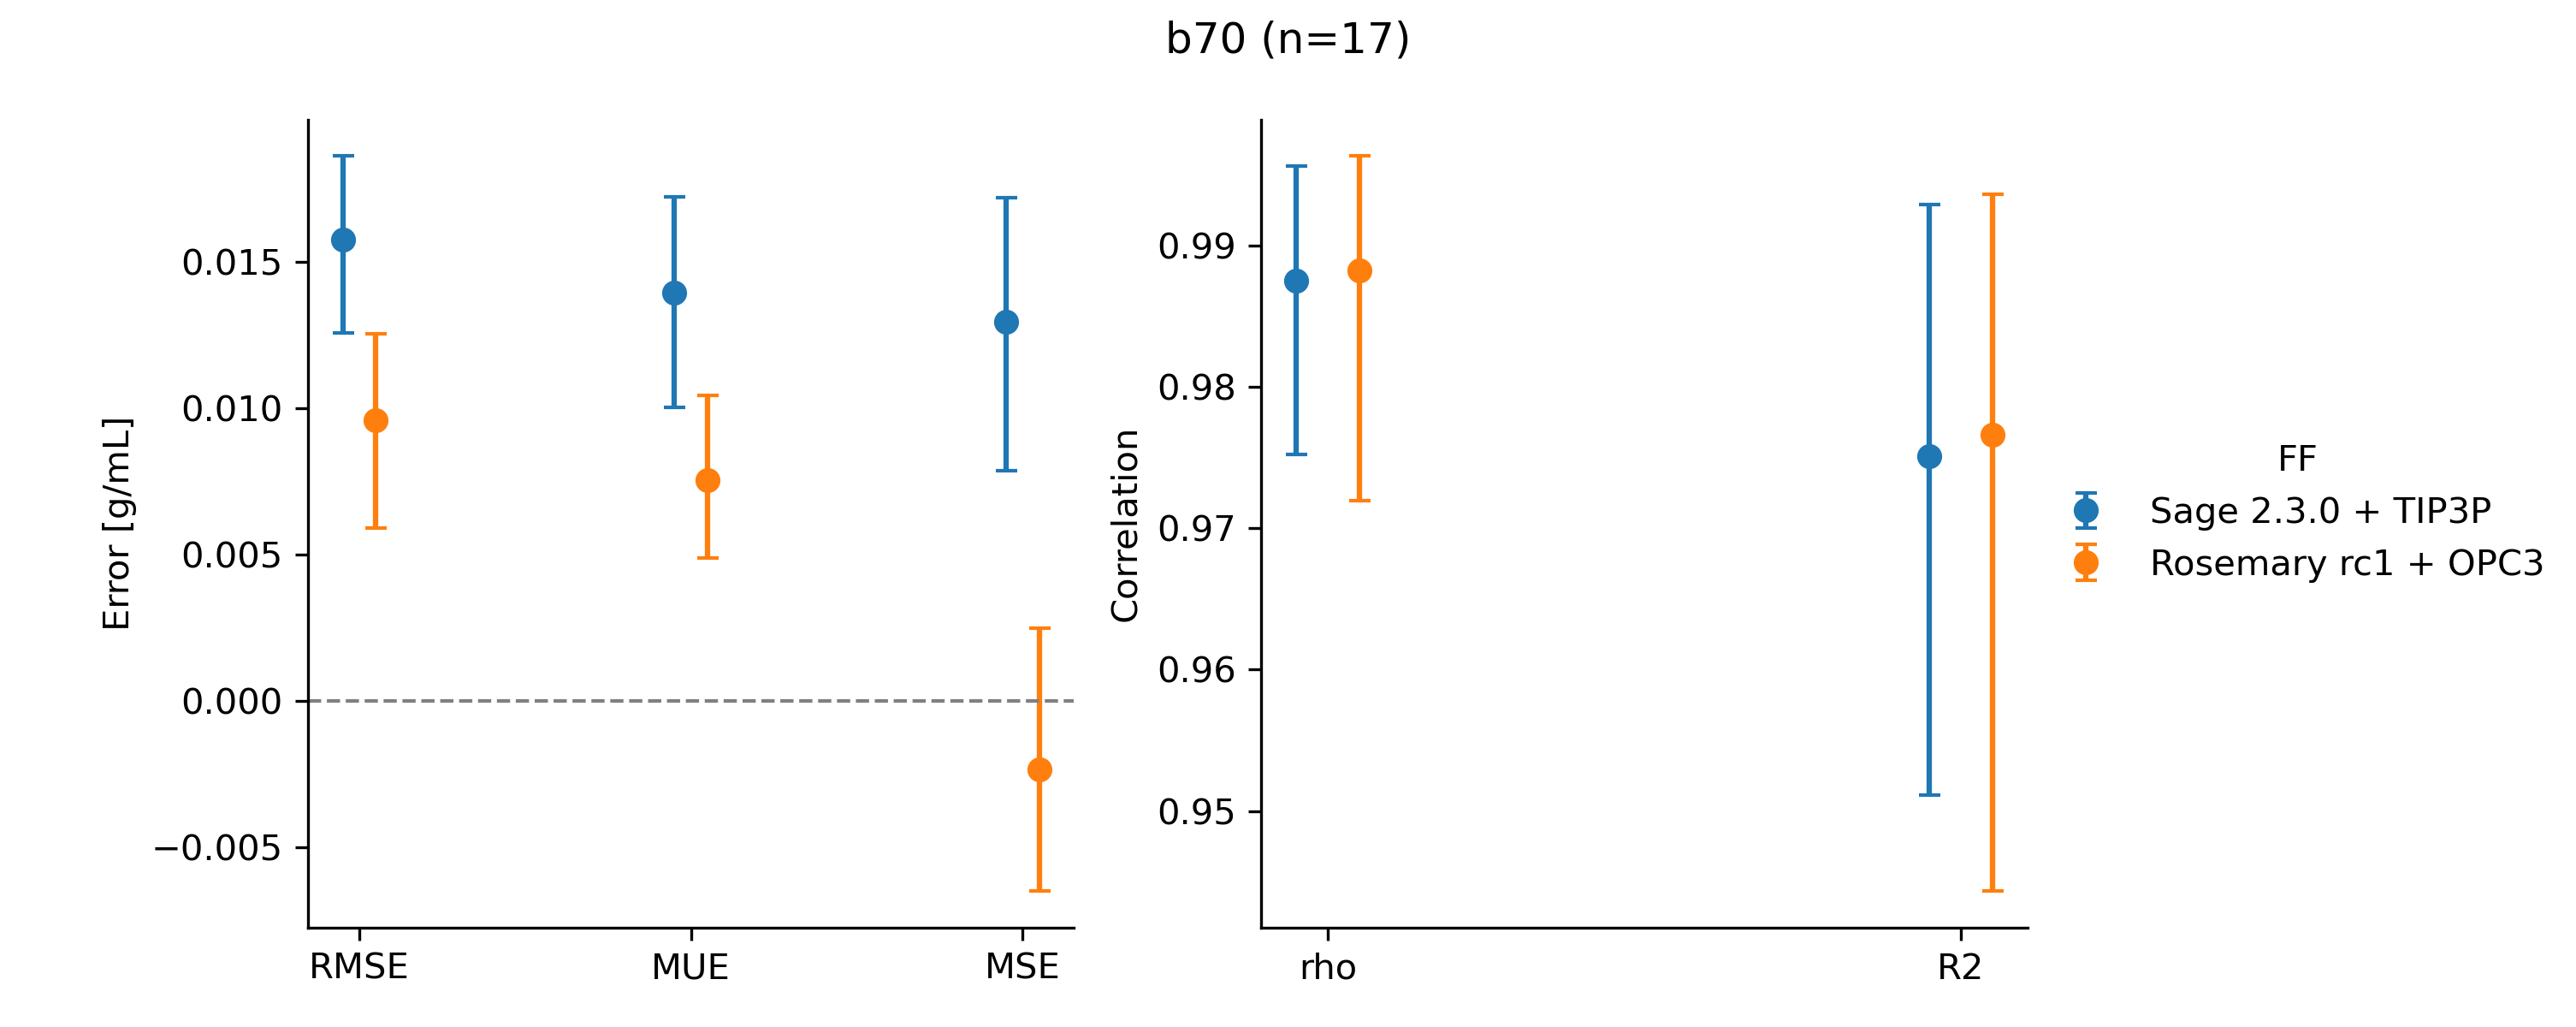 b70 (n=17)
Error [g/mL]
0.015
0.010
0.005
0.000
−0.005
RMSE
MUE
MSE
Correlation
0.99
0.98
0.97
0.96
0.95
rho
R2
FF
Sage 2.3.0 + TIP3P
Rosemary rc1 + OPC3